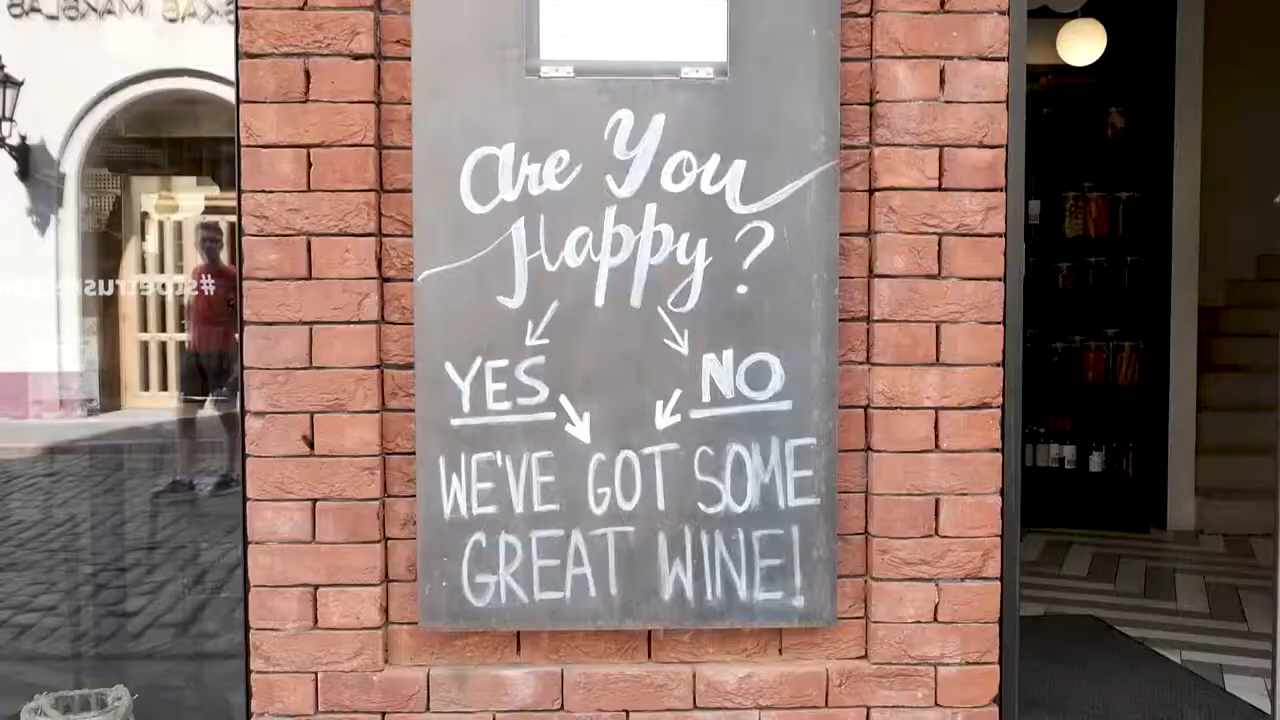 Are You
Happy?
YES NO
WE'VE GOT SOME
GREAT WINE!